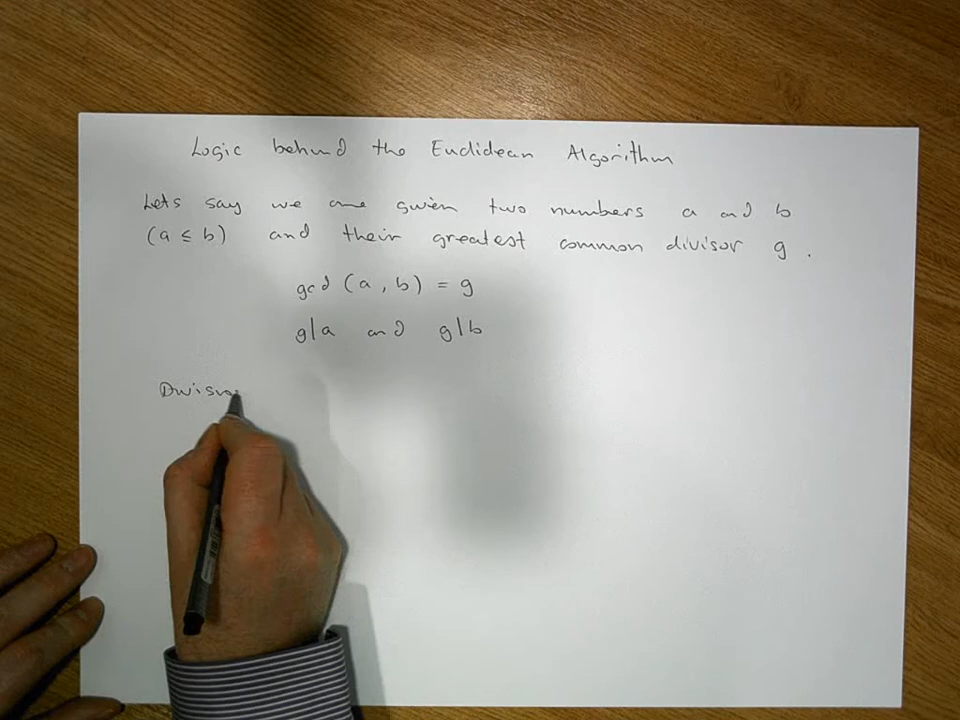 Logic behind the Euclidean Algorithm
Lets say we are given two numbers a and b
(a ≤ b) and their greatest common divisor g .
gcd (a , b) = g
g|a and g|b